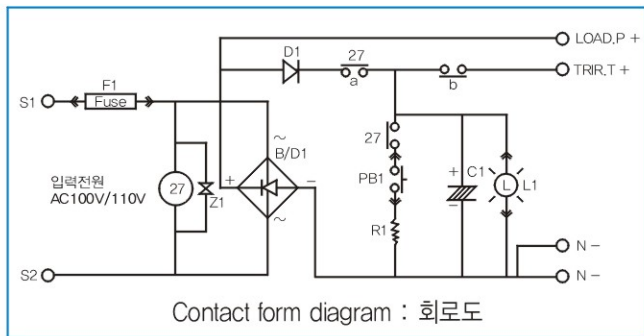 LOAD.P +
D1
27
TRIR.T +
a
b
F1
S1
Fuse
27
~
B/D1
입력전원
AC100V/110V
27
Z1
+
-
PB1
+
C1
-
L
L1
~
R1
N -
S2
N -
Contact form diagram : 회로도